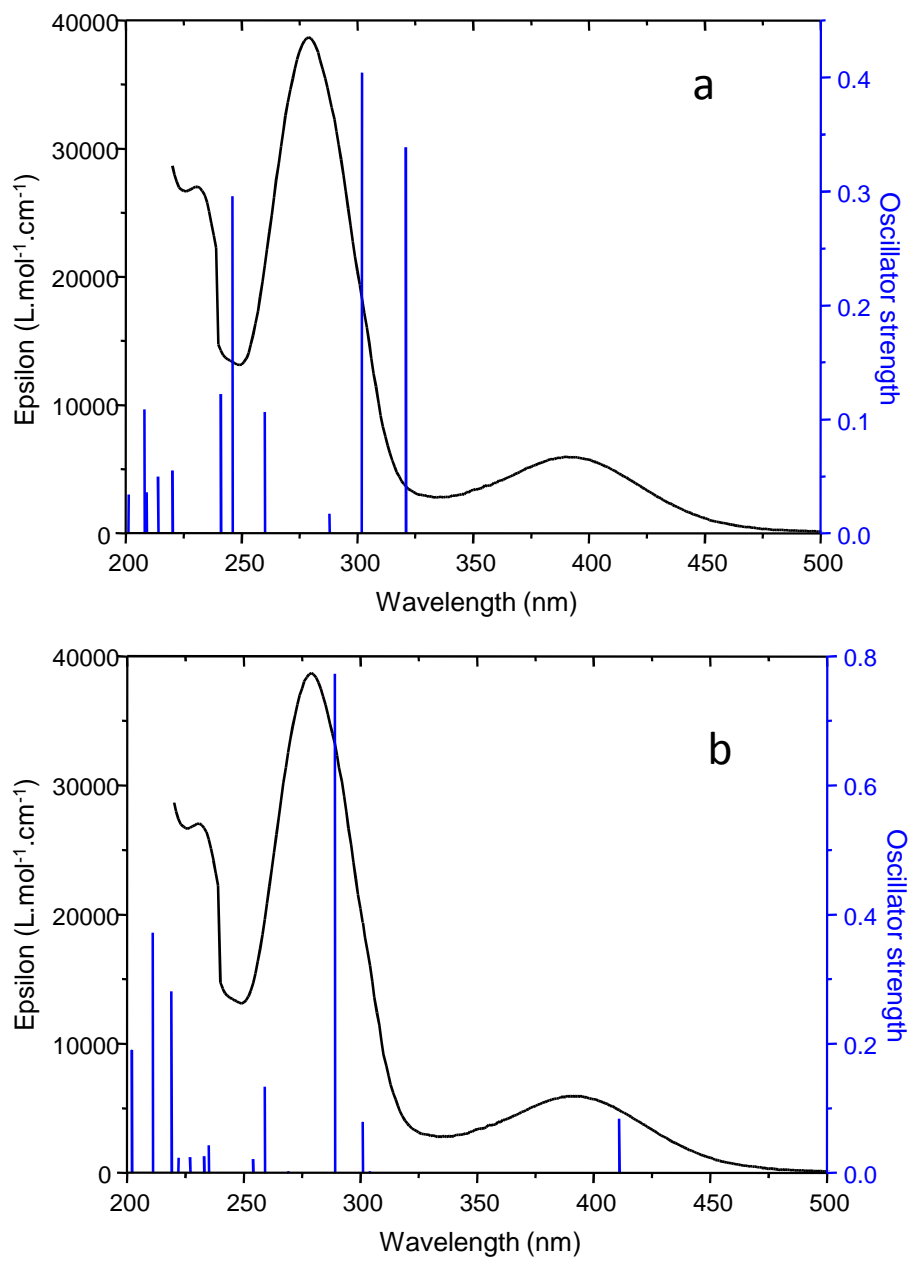 40000
30000
20000
10000
0
Epsilon (L.mol-1.cm-1)
a
0.4
0.3
0.2
0.1
0.0
Oscillator strength
200 250 300 350 400 450 500
Wavelength (nm)
40000
30000
20000
10000
0
Epsilon (L.mol-1.cm-1)
b
0.8
0.6
0.4
0.2
0.0
Oscillator strength
200 250 300 350 400 450 500
Wavelength (nm)